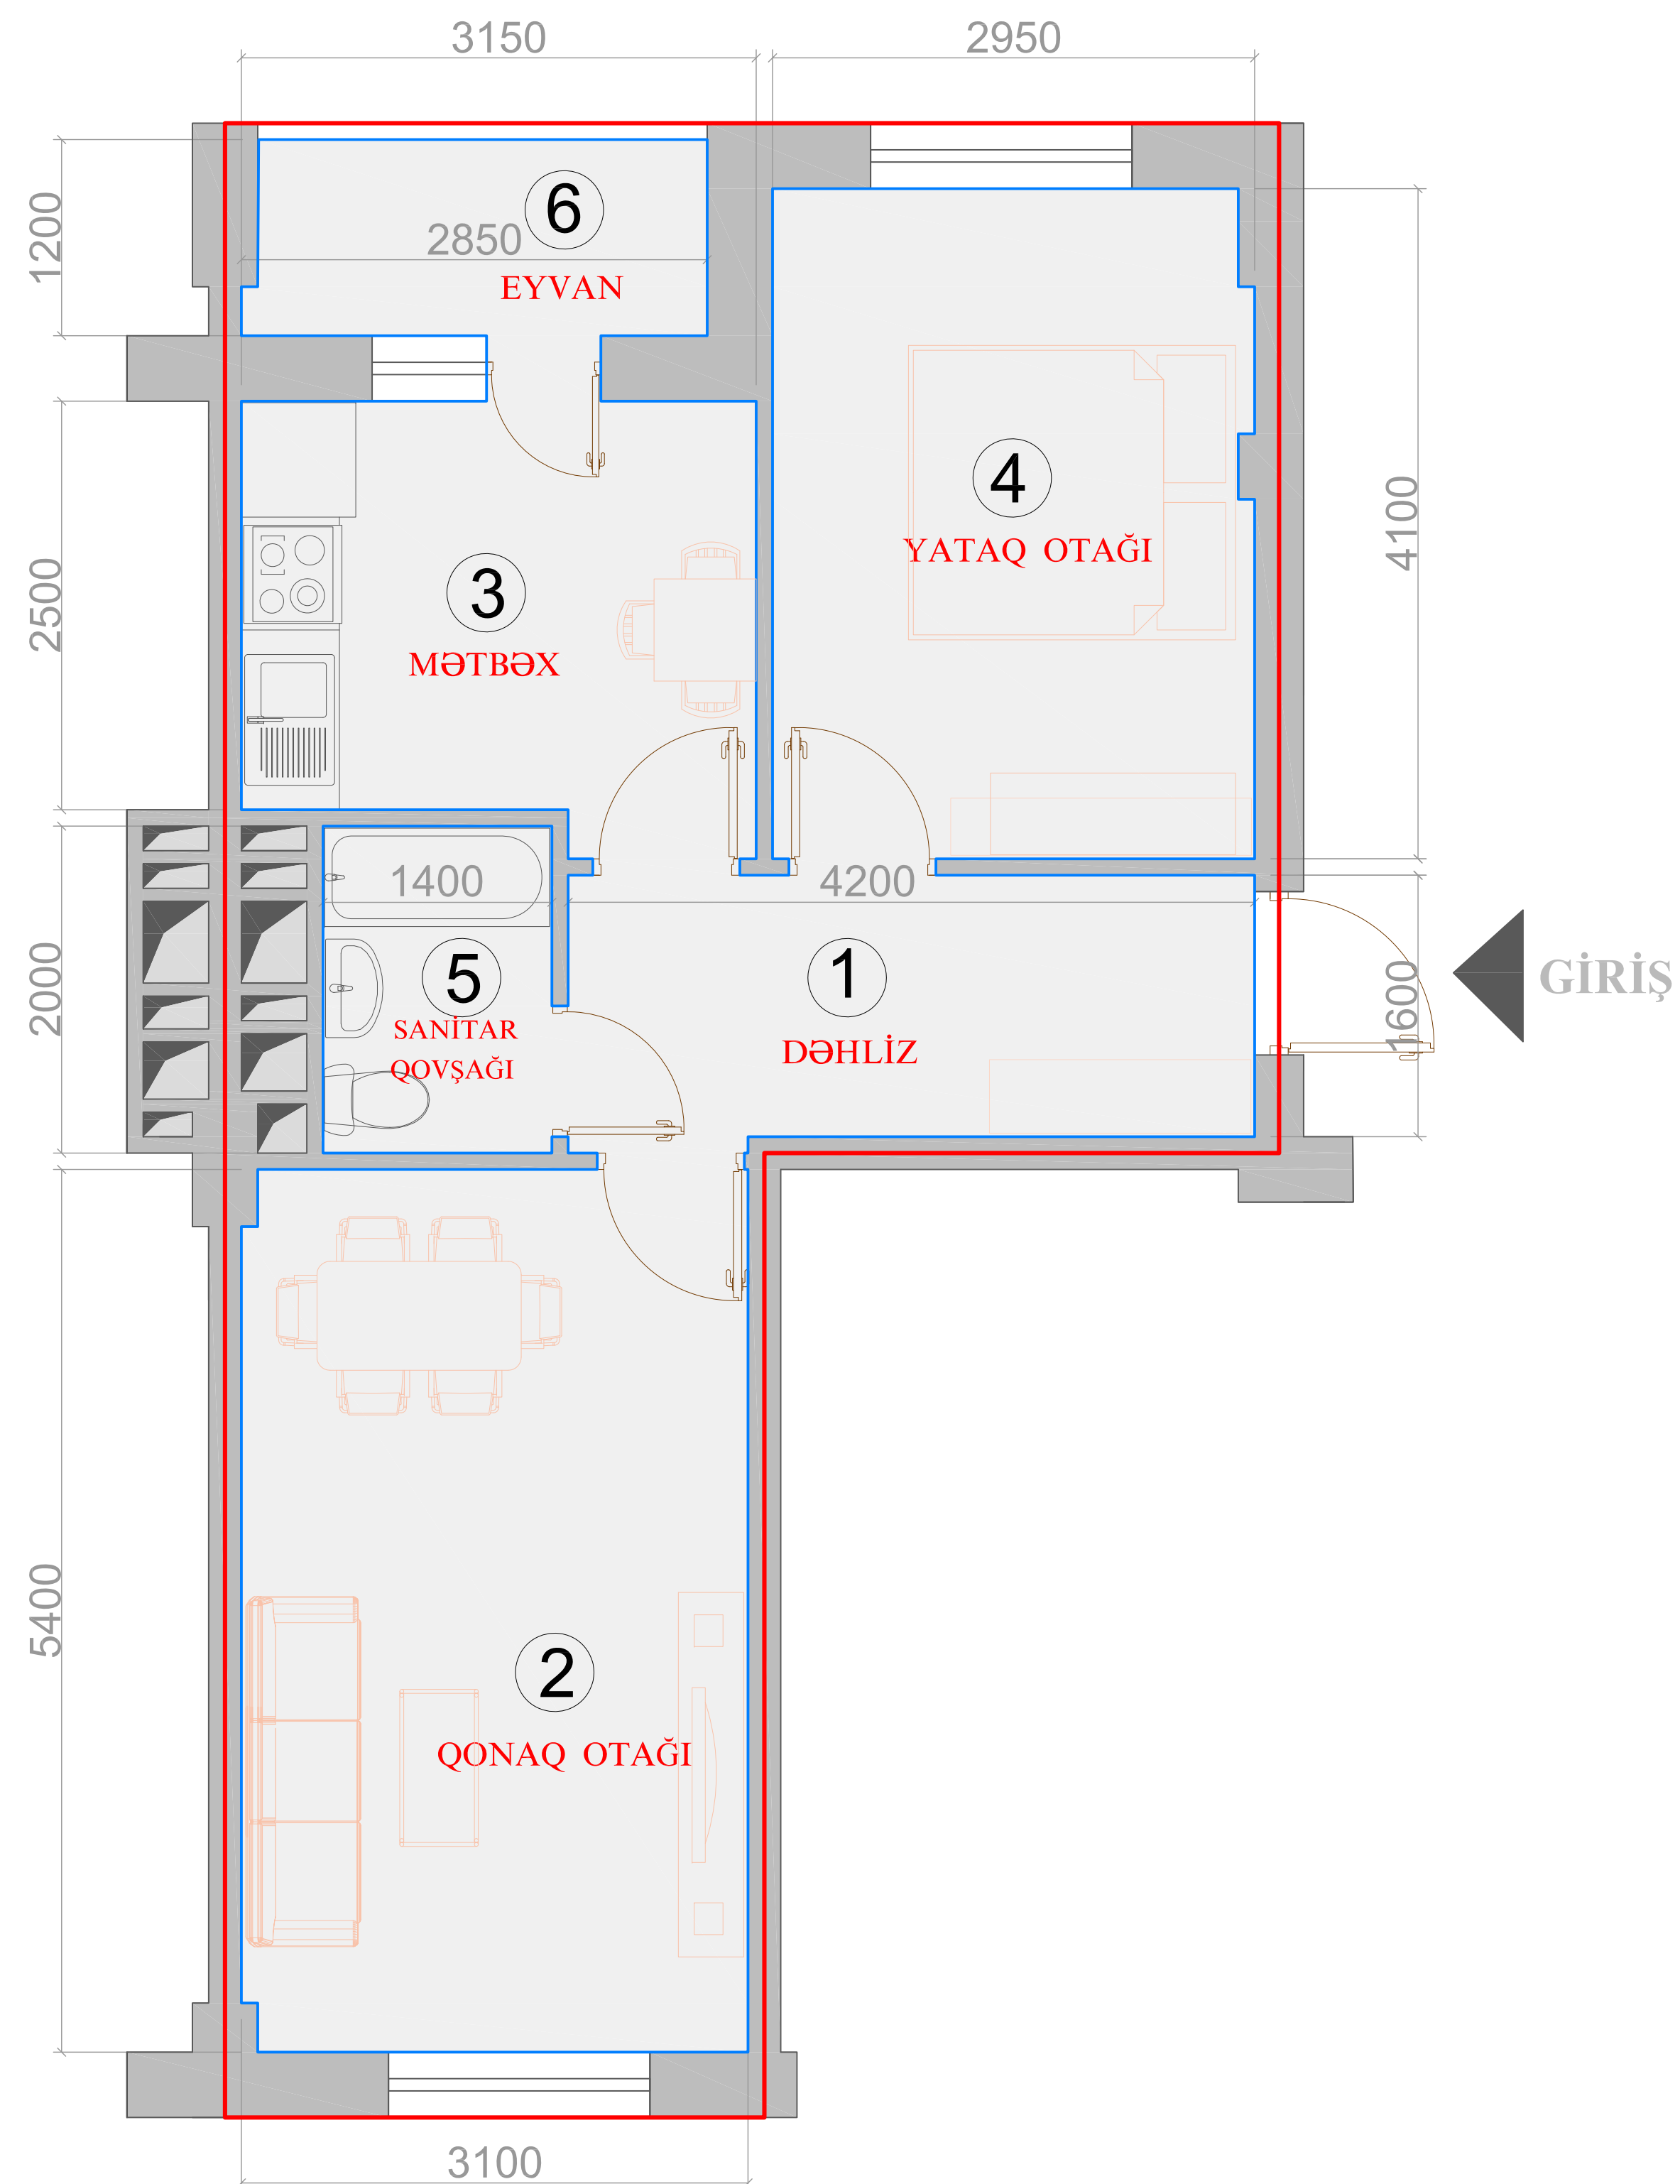 3150
2950
1200
6
2850
EYVAN
2500
3
MƏTBƏX
4
YATAQ OTAĞI
4100
1400
4200
2000
5
SANİTAR
QOVŞAĞI
1
DƏHLİZ
1600
GİRİŞ
5400
2
QONAQ OTAĞI
3100